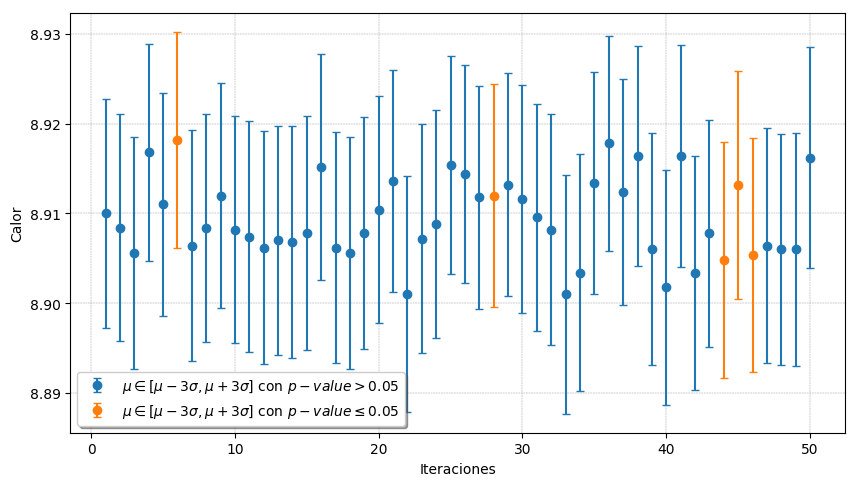 8.93
8.92
8.91
8.90
8.89
Calor
μ ∈ [μ − 3σ, μ + 3σ] con p − value > 0.05
μ ∈ [μ − 3σ, μ + 3σ] con p − value ≤ 0.05
0 10 20 30 40 50
Iteraciones